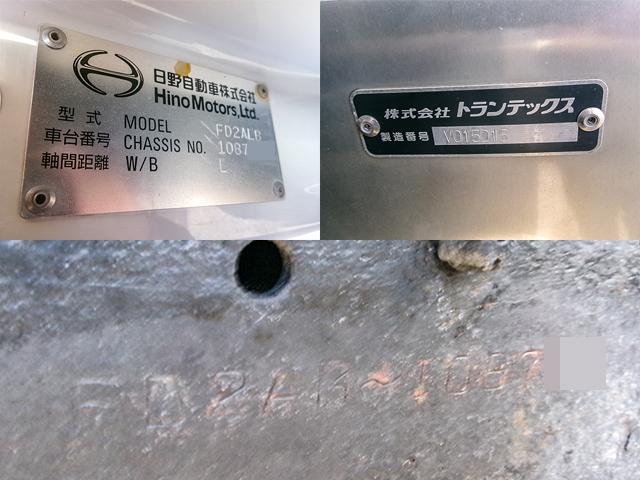 日野自動車株式会社
Hino Motors, Ltd.
型式 MODEL FD2ALB
車台番号 CHASSIS NO. 1087
軸間距離 W/B L
株式会社 トランテックス
製造番号 V015015
FD2AB-1087